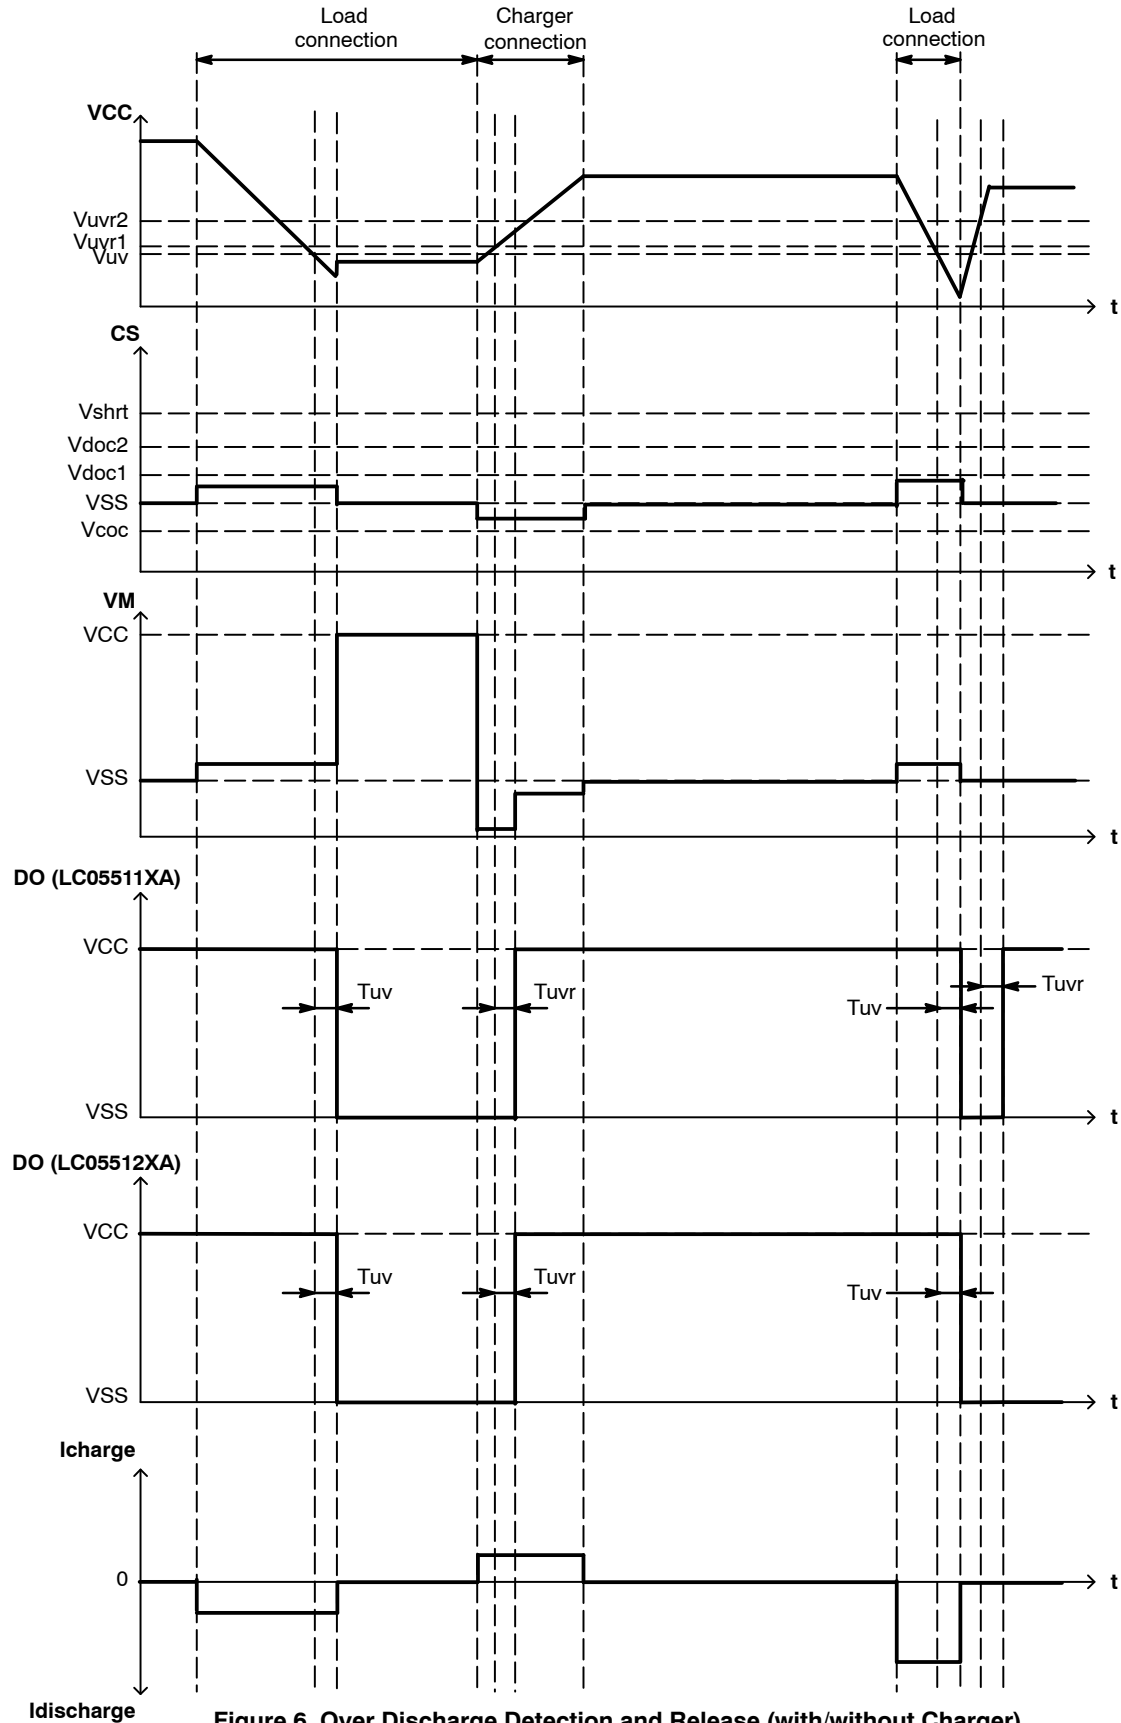 Load
connection
Charger
connection
Load
connection
VCC
Vuvr2
Vuvr1
Vuv
t
CS
Vshrt
Vdoc2
Vdoc1
VSS
Vcoc
t
VM
VCC
VSS
t
DO (LC05511XA)
VCC
Tuv
Tuvr
Tuv
Tuvr
VSS
t
DO (LC05512XA)
VCC
Tuv
Tuvr
Tuv
VSS
t
Icharge
0
t
Idischarge
Figure 6. Over Discharge Detection and Release (with/without Charger)